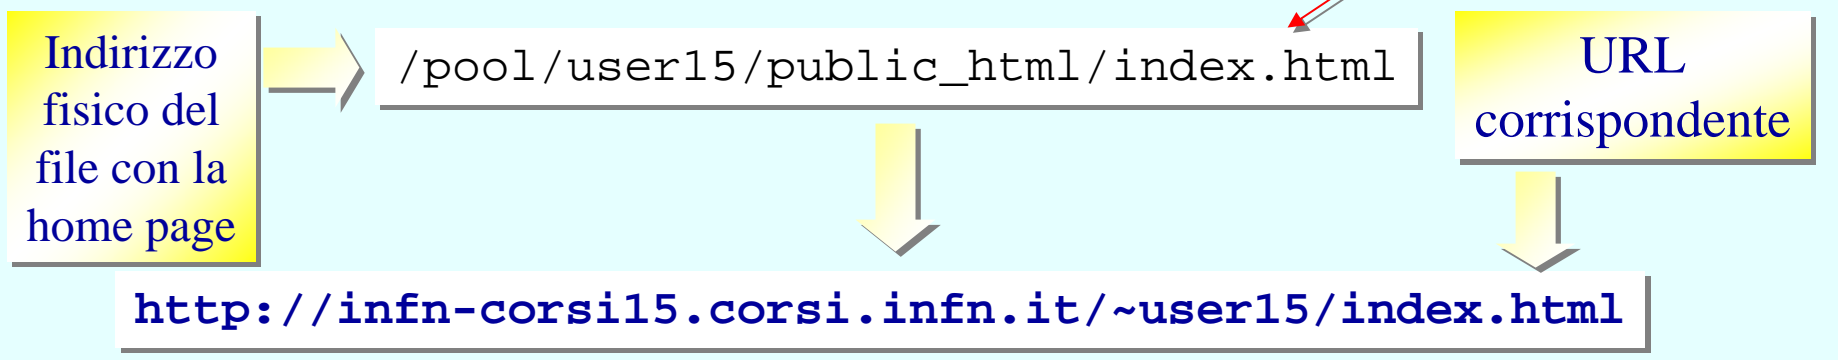 Indirizzo
fisico del
file con la
home page
/pool/user15/public_html/index.html
URL
corrispondente
http://infn-corsi15.corsi.infn.it/~user15/index.html